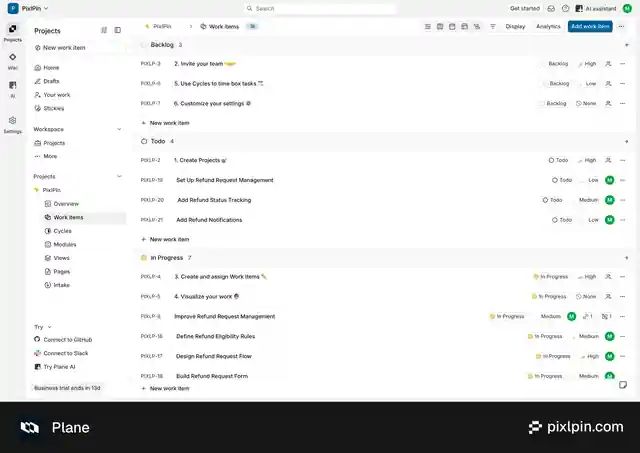 P PixlPin
Search
Get started
AI assistant
M
Projects
Wiki
AI
Settings
Projects
New work item
Home
Drafts
Your work
Stickies
Workspace
Projects
More
Projects
PixlPin
Overview
Work items
Cycles
Modules
Views
Pages
Intake
Try
Connect to GitHub
Connect to Slack
Try Plane AI
Business trial ends in 13d
PixlPin > Work items
Display Analytics Add work item
Backlog 3
PIXLP-3 2. Invite your team 🤝 Backlog High
PIXLP-6 5. Use Cycles to time box tasks Backlog Low
PIXLP-7 6. Customize your settings ⚙ Backlog None
+ New work item
Todo 4
PIXLP-2 1. Create Projects Todo High
PIXLP-19 Set Up Refund Request Management Todo Low M
PIXLP-20 Add Refund Status Tracking Todo Medium M
PIXLP-21 Add Refund Notifications Todo Low M
+ New work item
In Progress 7
PIXLP-4 3. Create and assign Work Items ✏️ In Progress High
PIXLP-5 4. Visualize your work 🔮 In Progress None
PIXLP-8 Improve Refund Request Management In Progress Medium M 1 1
PIXLP-16 Define Refund Eligibility Rules In Progress Medium M
PIXLP-17 Design Refund Request Flow In Progress High M
PIXLP-18 Build Refund Request Form In Progress Medium M
+ New work item
Plane
pixlpin.com